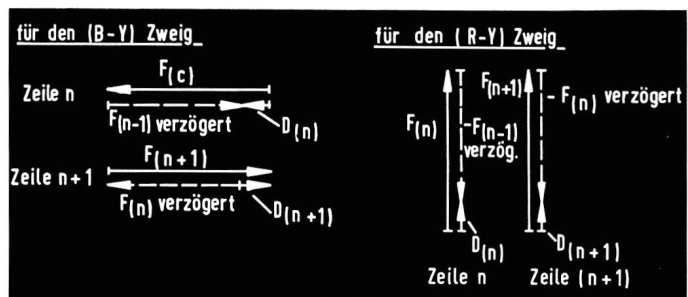 für den (B-Y) Zweig
F(c)
Zeile n
F(n-1) verzögert
D(n)
F(n+1)
Zeile n+1
F(n) verzögert
D(n+1)
für den (R-Y) Zweig
F(n+1)
- F(n) verzögert
F(n)
-F(n-1)
verzög.
D(n)
D(n+1)
Zeile n
Zeile (n+1)